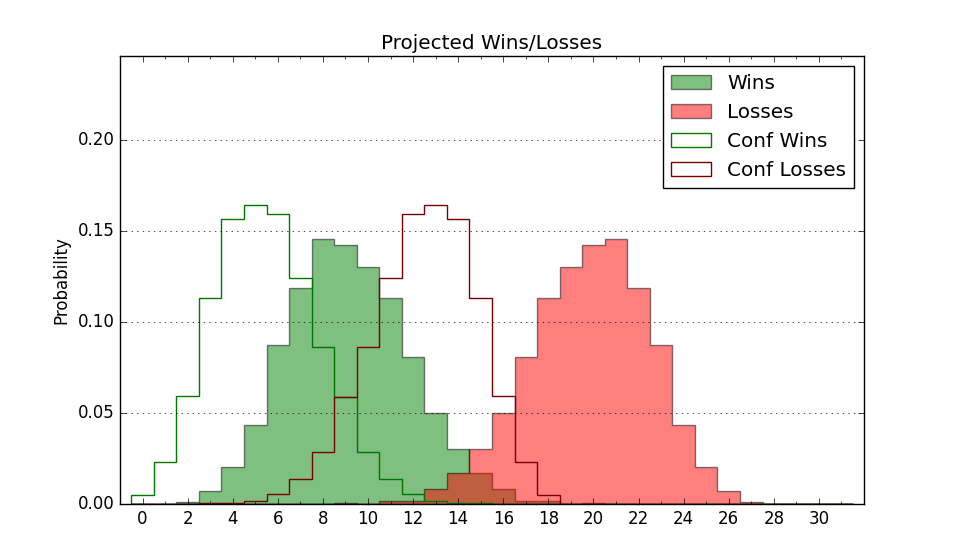 Projected Wins/Losses
Wins
Losses
Conf Wins
Conf Losses
Probability
0.20
0.15
0.10
0.05
0.00
0 2 4 6 8 10 12 14 16 18 20 22 24 26 28 30